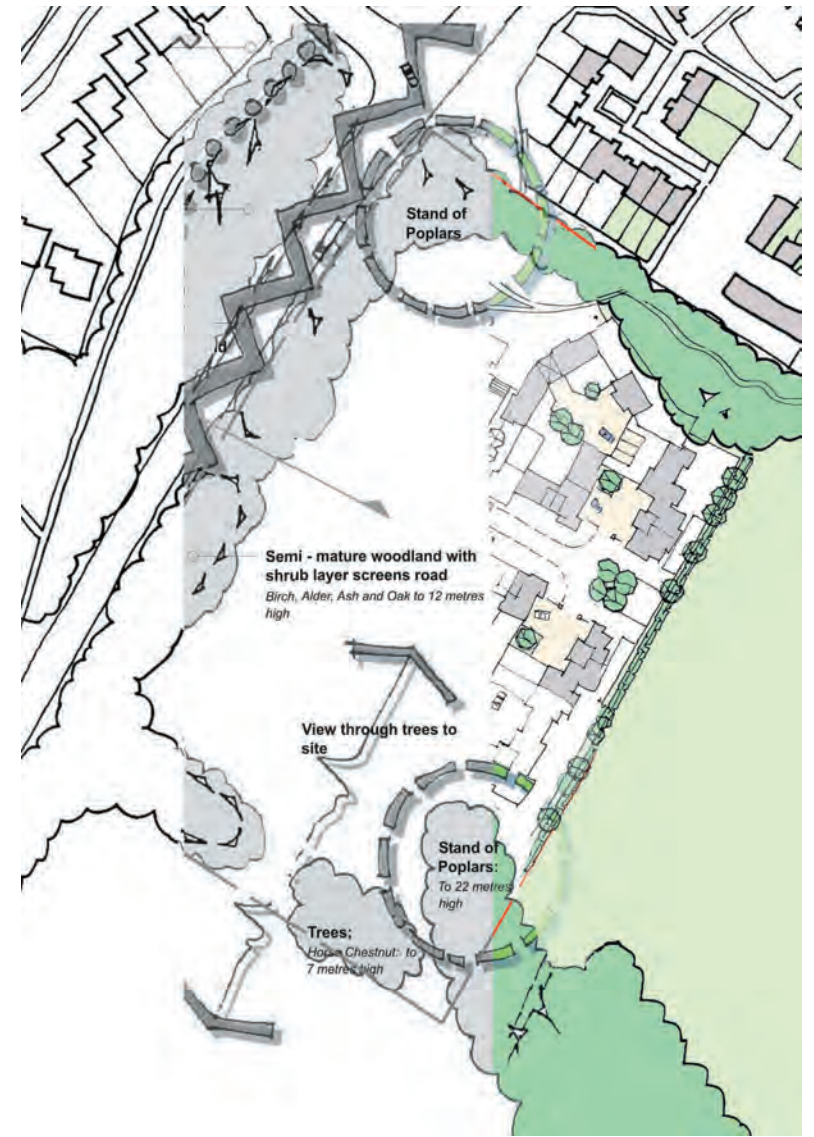 Stand of
Poplars
Semi - mature woodland with
shrub layer screens road
Birch, Alder, Ash and Oak to 12 metres
high
View through trees to
site
Stand of
Poplars:
To 22 metres
high
Trees;
Horse Chestnut: to
7 metres high